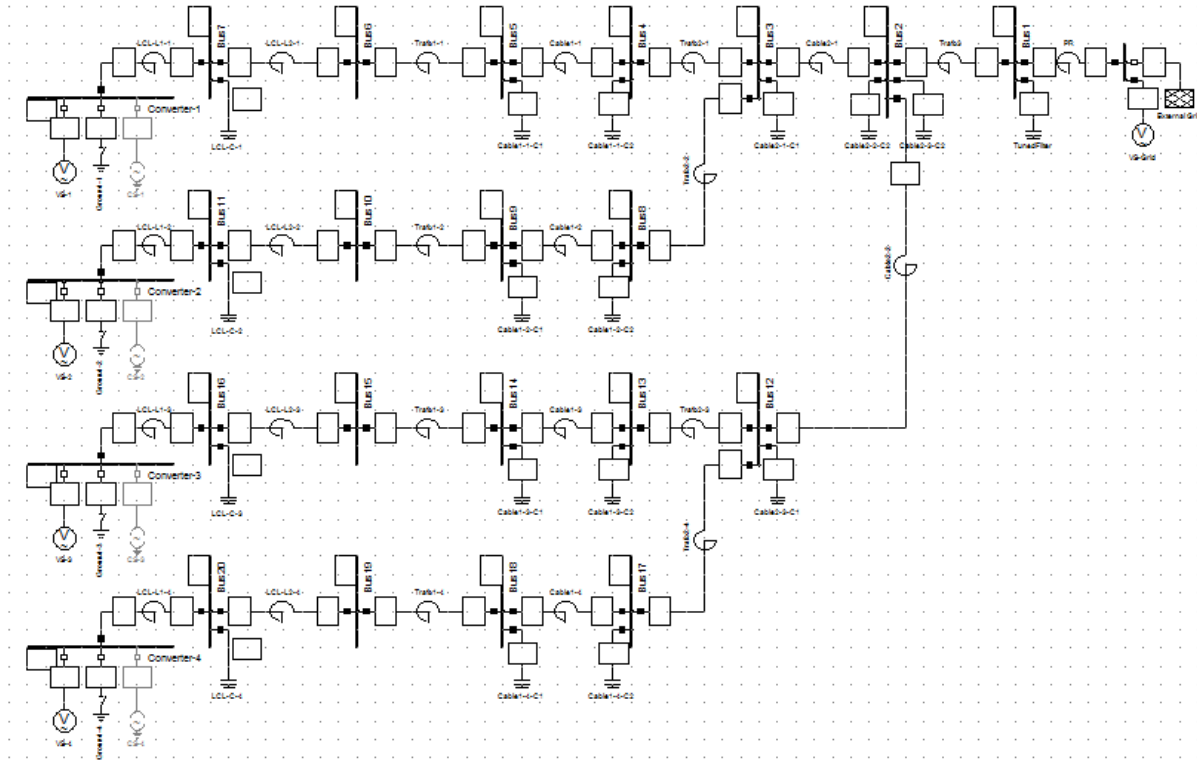 Bus7
Bus6
Bus5
Bus4
Bus3
Bus2
Bus1
LCL-L1-1
LCL-L2-1
Trafo1-1
Cable1-1
Trafo2-1
Cable2-1
Trafo3
PR
Converter-1
External Grid
LCL-C-1
Cable1-1-C1
Cable1-1-C2
Cable2-1-C1
TunedFilter
V
VS-Grid
V
VS-1
Ground-1
Trafo2-2
Bus11
Bus10
Bus9
Bus8
LCL-L1-2
LCL-L2-2
Trafo1-2
Cable1-2
Converter-2
LCL-C-2
Cable1-2-C1
Cable1-2-C2
V
VS-2
Ground-2
Bus16
Bus15
Bus14
Bus13
Bus12
LCL-L1-3
LCL-L2-3
Trafo1-3
Cable1-3
Trafo2-3
Converter-3
LCL-C-3
Cable1-3-C1
Cable1-3-C2
Cable2-3-C1
V
VS-3
Ground-3
Trafo2-4
Bus20
Bus19
Bus18
Bus17
LCL-L1-4
LCL-L2-4
Trafo1-4
Cable1-4
Converter-4
LCL-C-4
Cable1-4-C1
Cable1-4-C2
V
VS-4
Ground-4